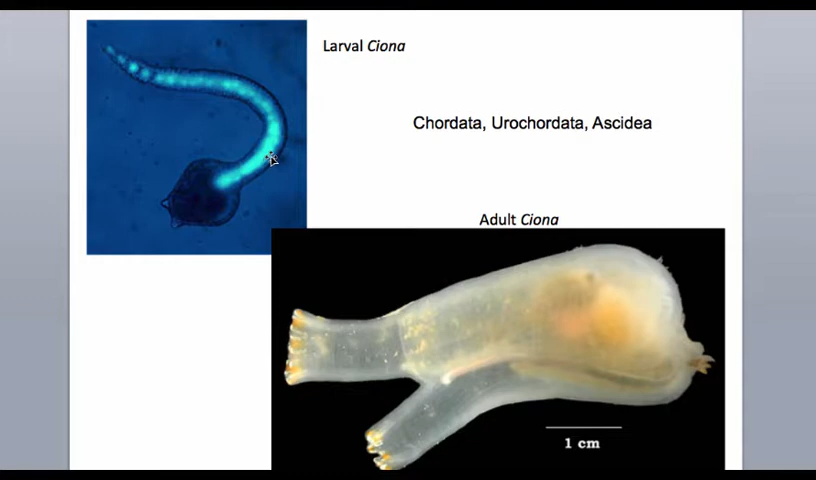 Larval Ciona
Chordata, Urochordata, Ascidea
Adult Ciona
1 cm